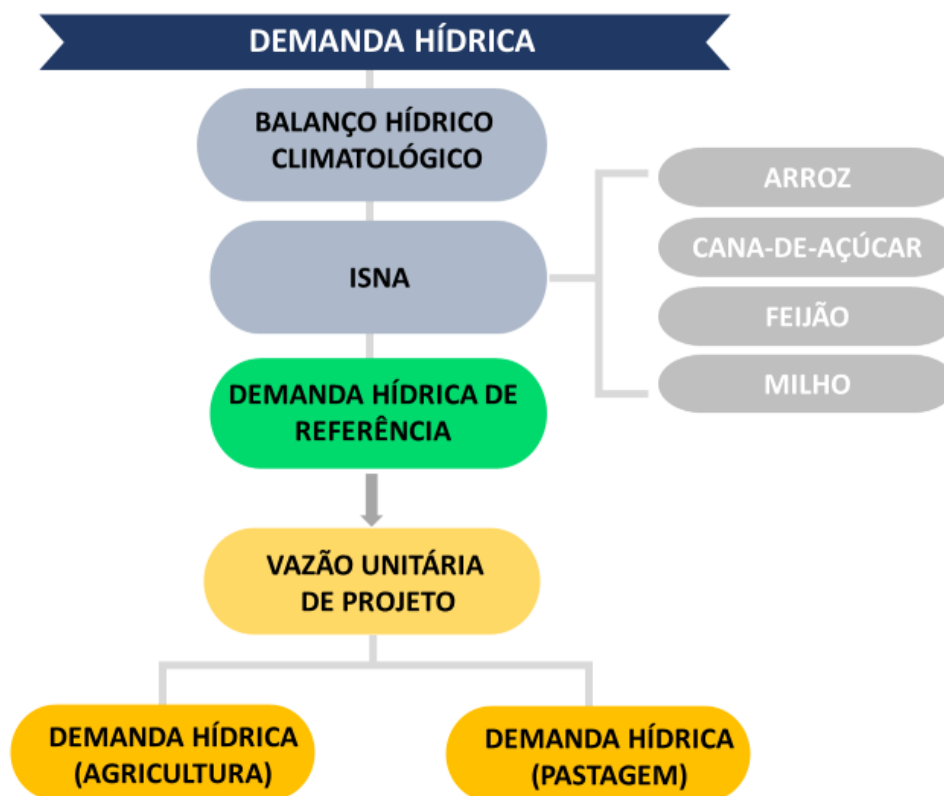 DEMANDA HÍDRICA
BALANÇO HÍDRICO
CLIMATOLÓGICO
ISNA
ARROZ
CANA-DE-AÇÚCAR
FEIJÃO
MILHO
DEMANDA HÍDRICA DE
REFERÊNCIA
VAZÃO UNITÁRIA
DE PROJETO
DEMANDA HÍDRICA
(AGRICULTURA)
DEMANDA HÍDRICA
(PASTAGEM)